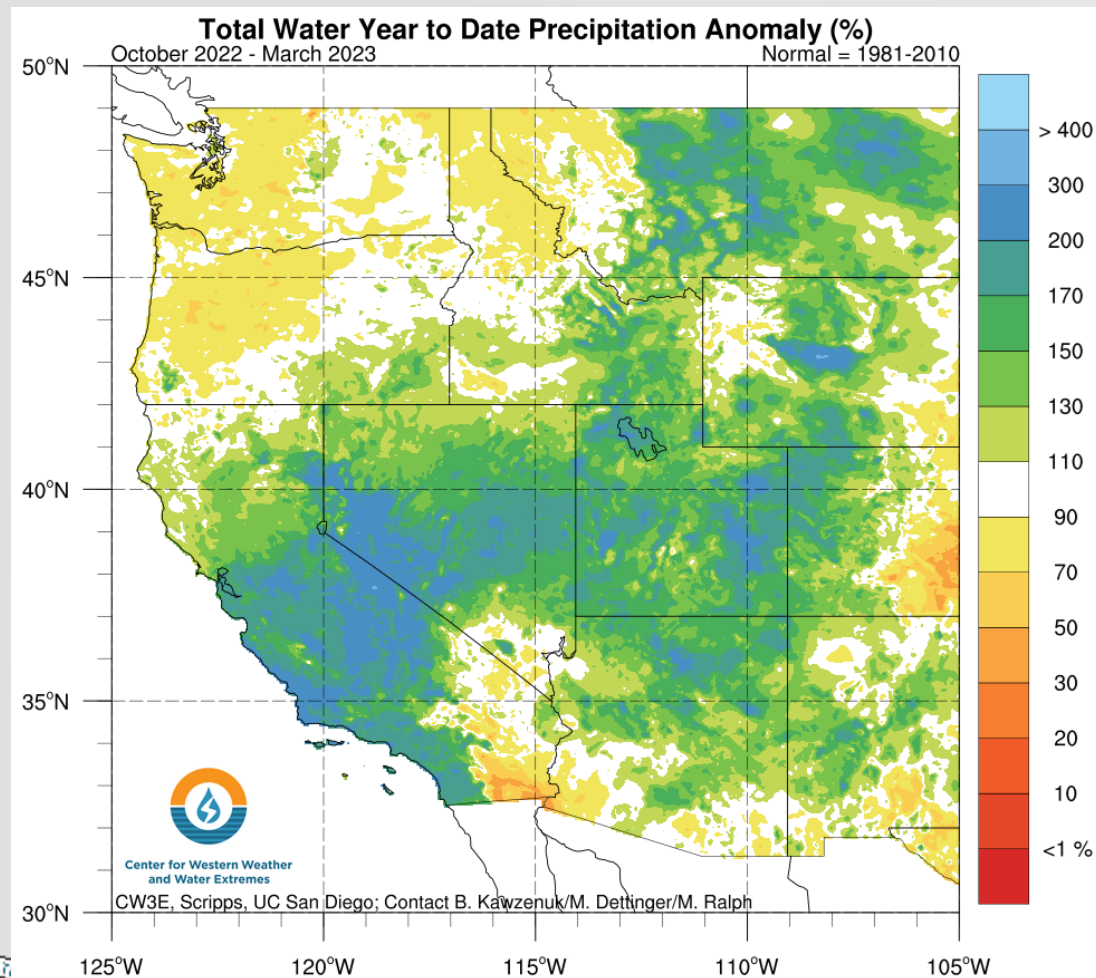 Total Water Year to Date Precipitation Anomaly (%)
October 2022 - March 2023 Normal = 1981-2010
50°N
45°N
40°N
35°N
30°N
125°W 120°W 115°W 110°W 105°W
> 400
300
200
170
150
130
110
90
70
50
30
20
10
<1 %
Center for Western Weather
and Water Extremes
CW3E, Scripps, UC San Diego; Contact B. Kawzenuk/M. Dettinger/M. Ralph